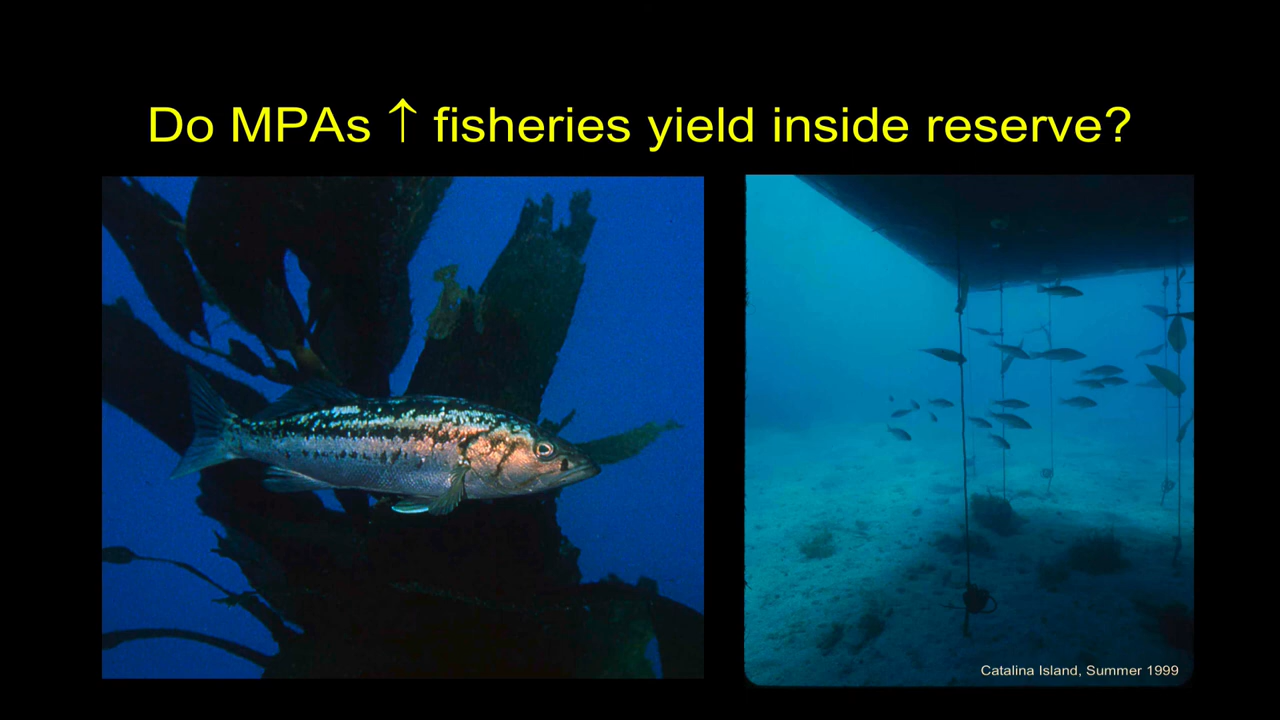 Do MPAs ↑ fisheries yield inside reserve?
Catalina Island, Summer 1999